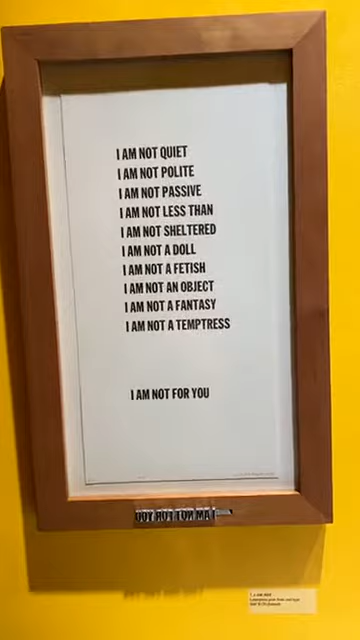 I AM NOT QUIET
I AM NOT POLITE
I AM NOT PASSIVE
I AM NOT LESS THAN
I AM NOT SHELTERED
I AM NOT A DOLL
I AM NOT A FETISH
I AM NOT AN OBJECT
I AM NOT A FANTASY
I AM NOT A TEMPTRESS
I AM NOT FOR YOU